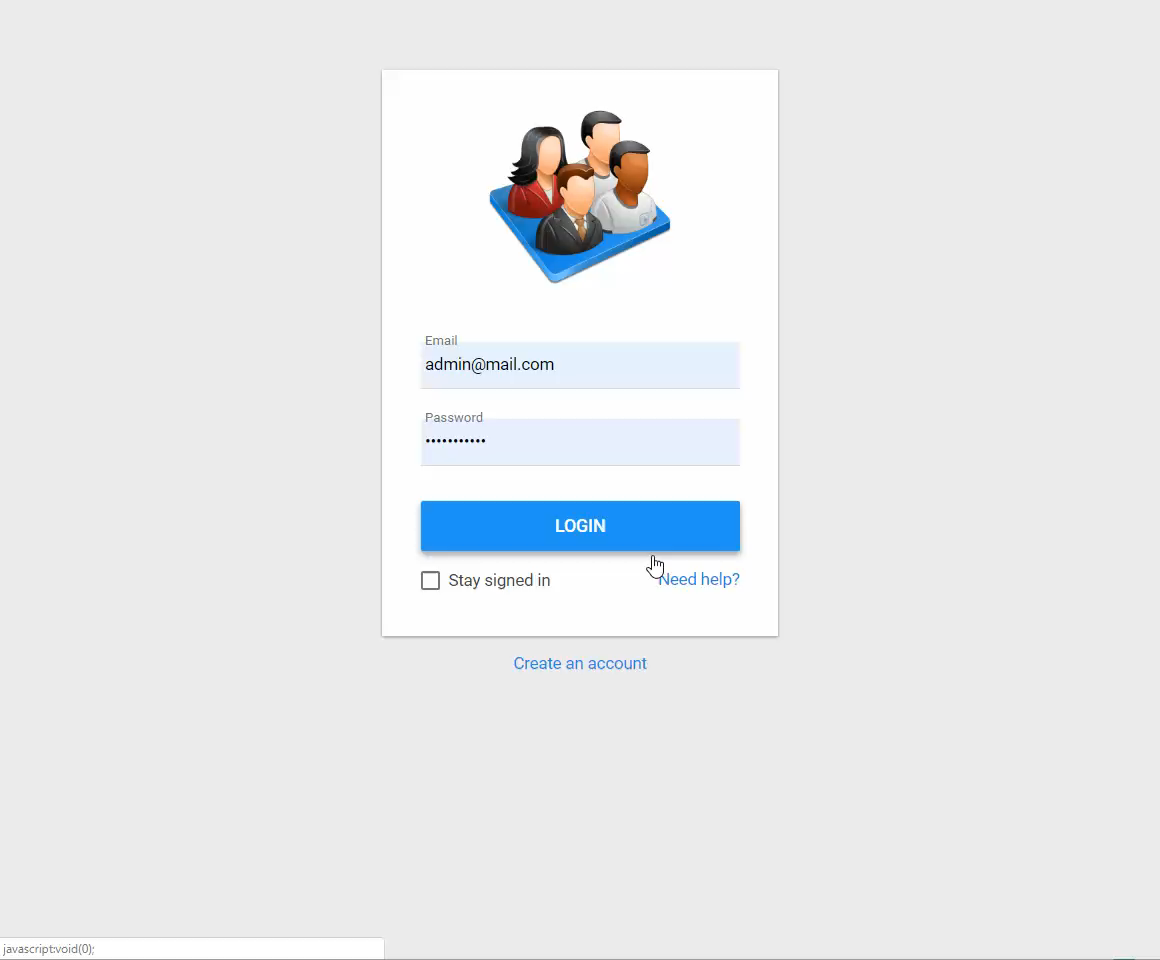 Email
admin@mail.com
Password
•••••••••••
LOGIN
Stay signed in
Need help?
Create an account
javascript:void(0);